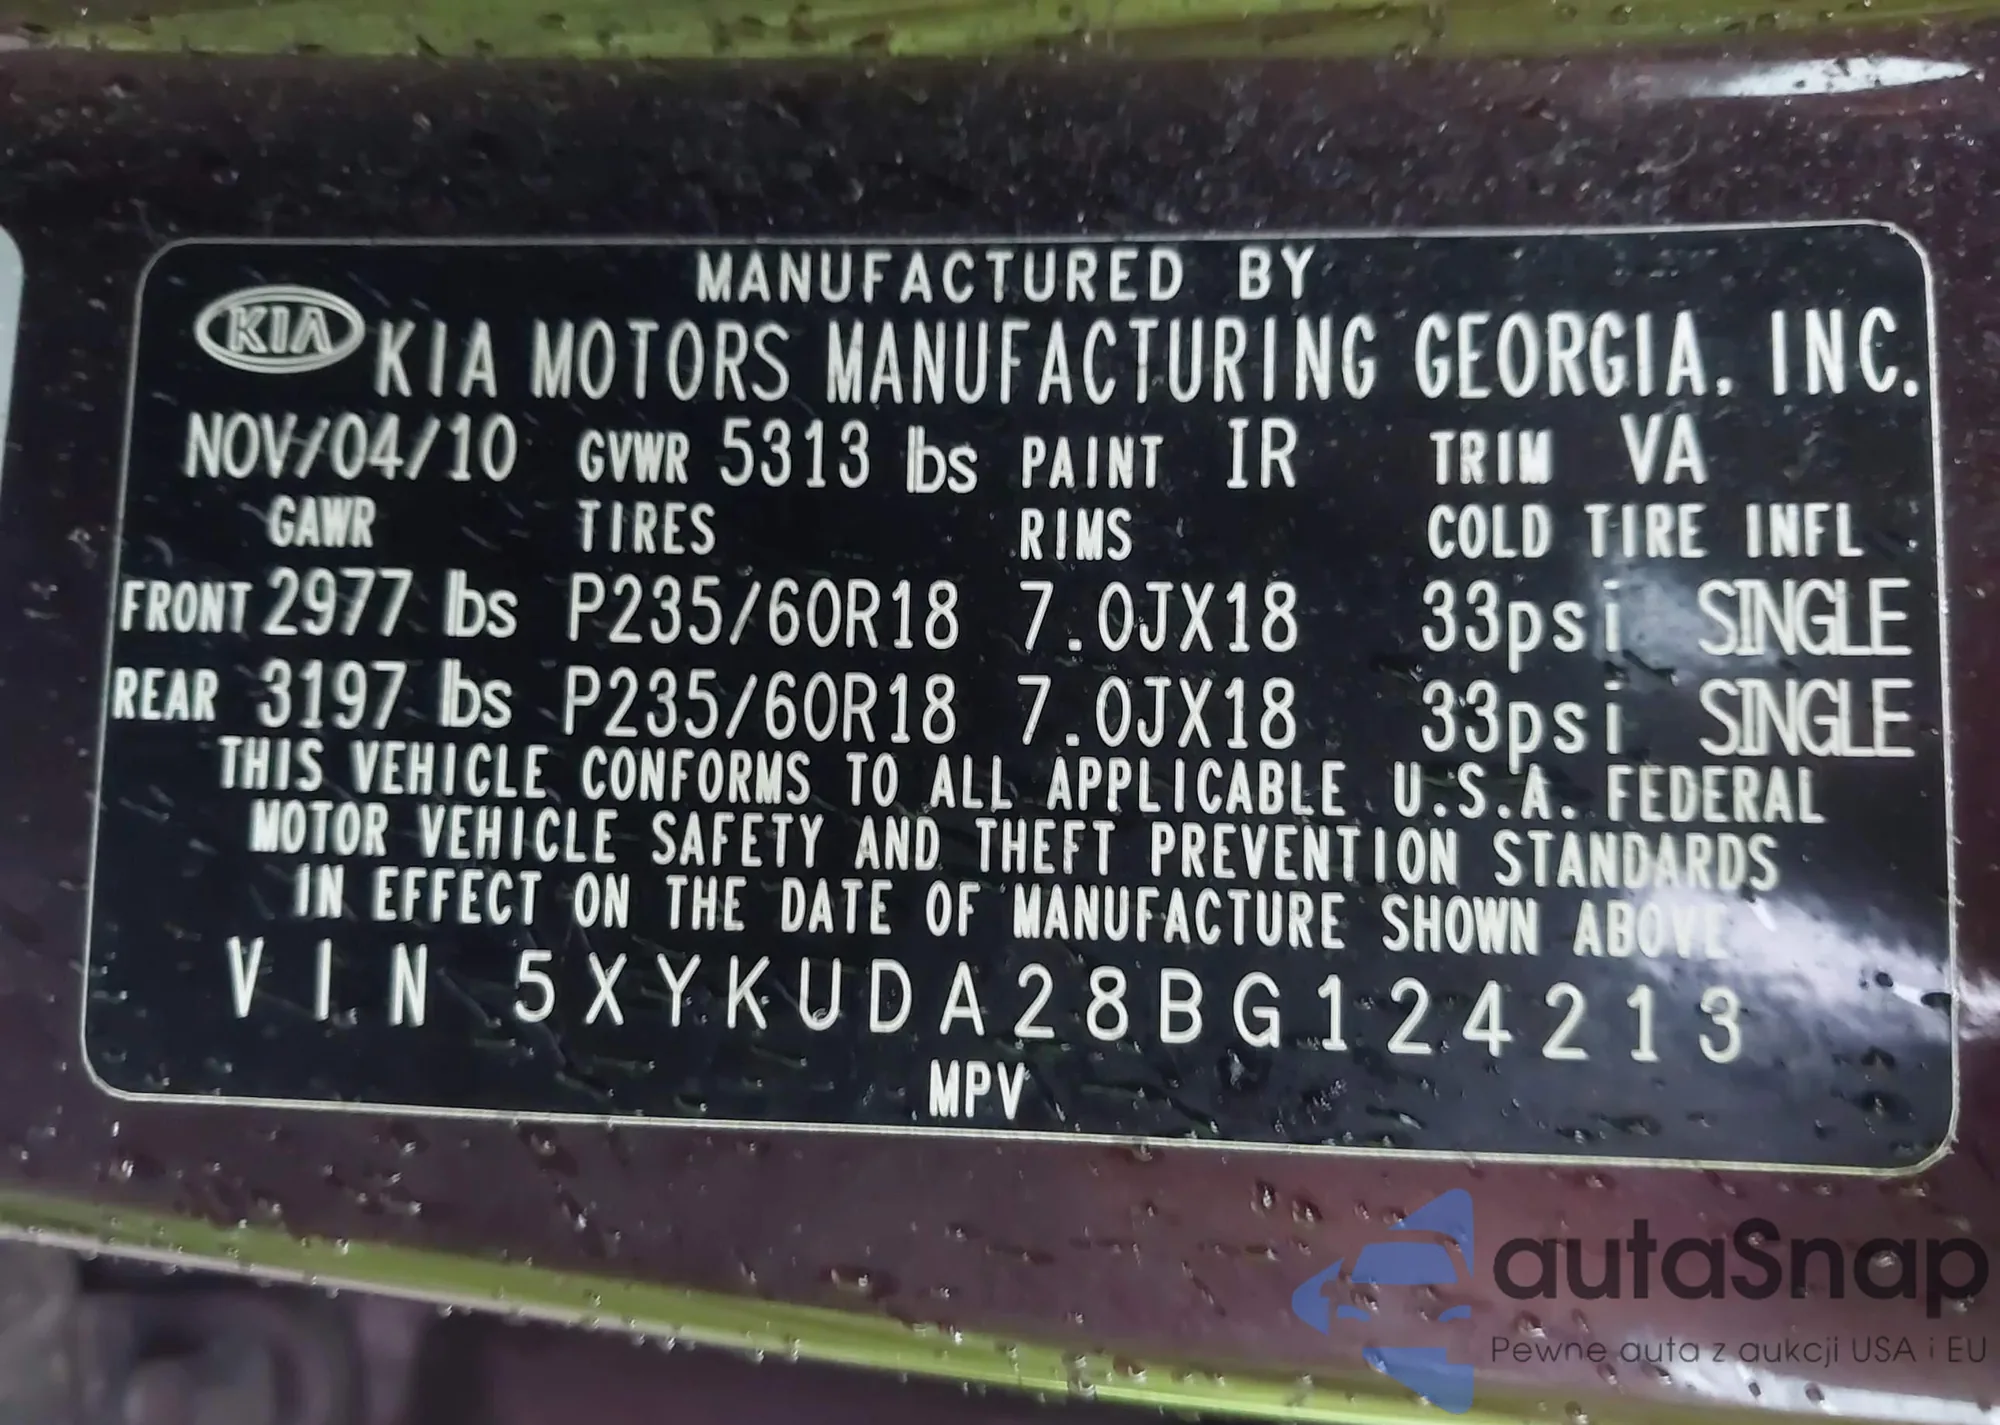 MANUFACTURED BY
KIA KIA MOTORS MANUFACTURING GEORGIA, INC.
NOV/04/10 GVWR 5313 lbs PAINT IR TRIM VA
GAWR TIRES RIMS COLD TIRE INFL
FRONT 2977 lbs P235/60R18 7.0JX18 33psi SINGLE
REAR 3197 lbs P235/60R18 7.0JX18 33psi SINGLE
THIS VEHICLE CONFORMS TO ALL APPLICABLE U.S.A. FEDERAL
MOTOR VEHICLE SAFETY AND THEFT PREVENTION STANDARDS
IN EFFECT ON THE DATE OF MANUFACTURE SHOWN ABOVE
VIN 5XYKUDA28BG124213
MPV
autaSnap
Pewne auta z aukcji USA i EU